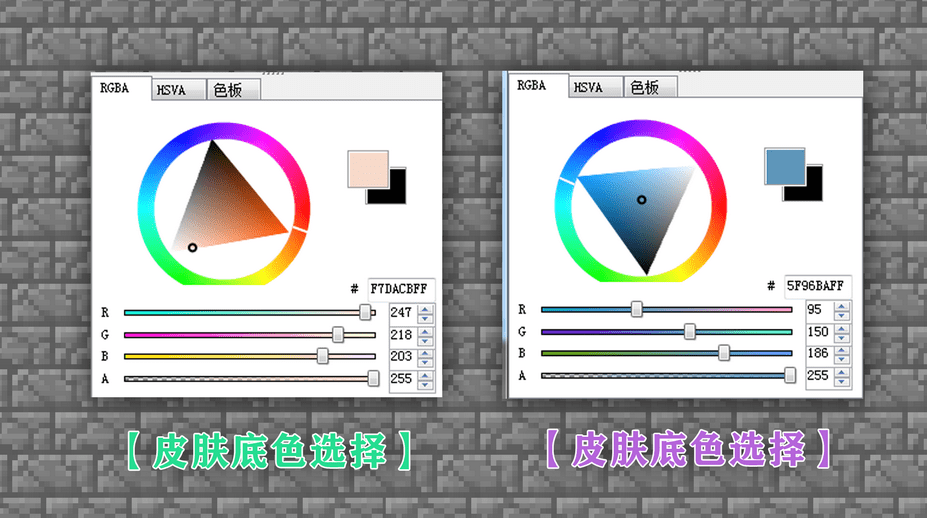 RGBA HSVA 色板
# F7DACBFF
R 247
G 218
B 203
A 255
【皮肤底色选择】
RGBA HSVA 色板
# 5F96BAFF
R 95
G 150
B 186
A 255
【皮肤底色选择】